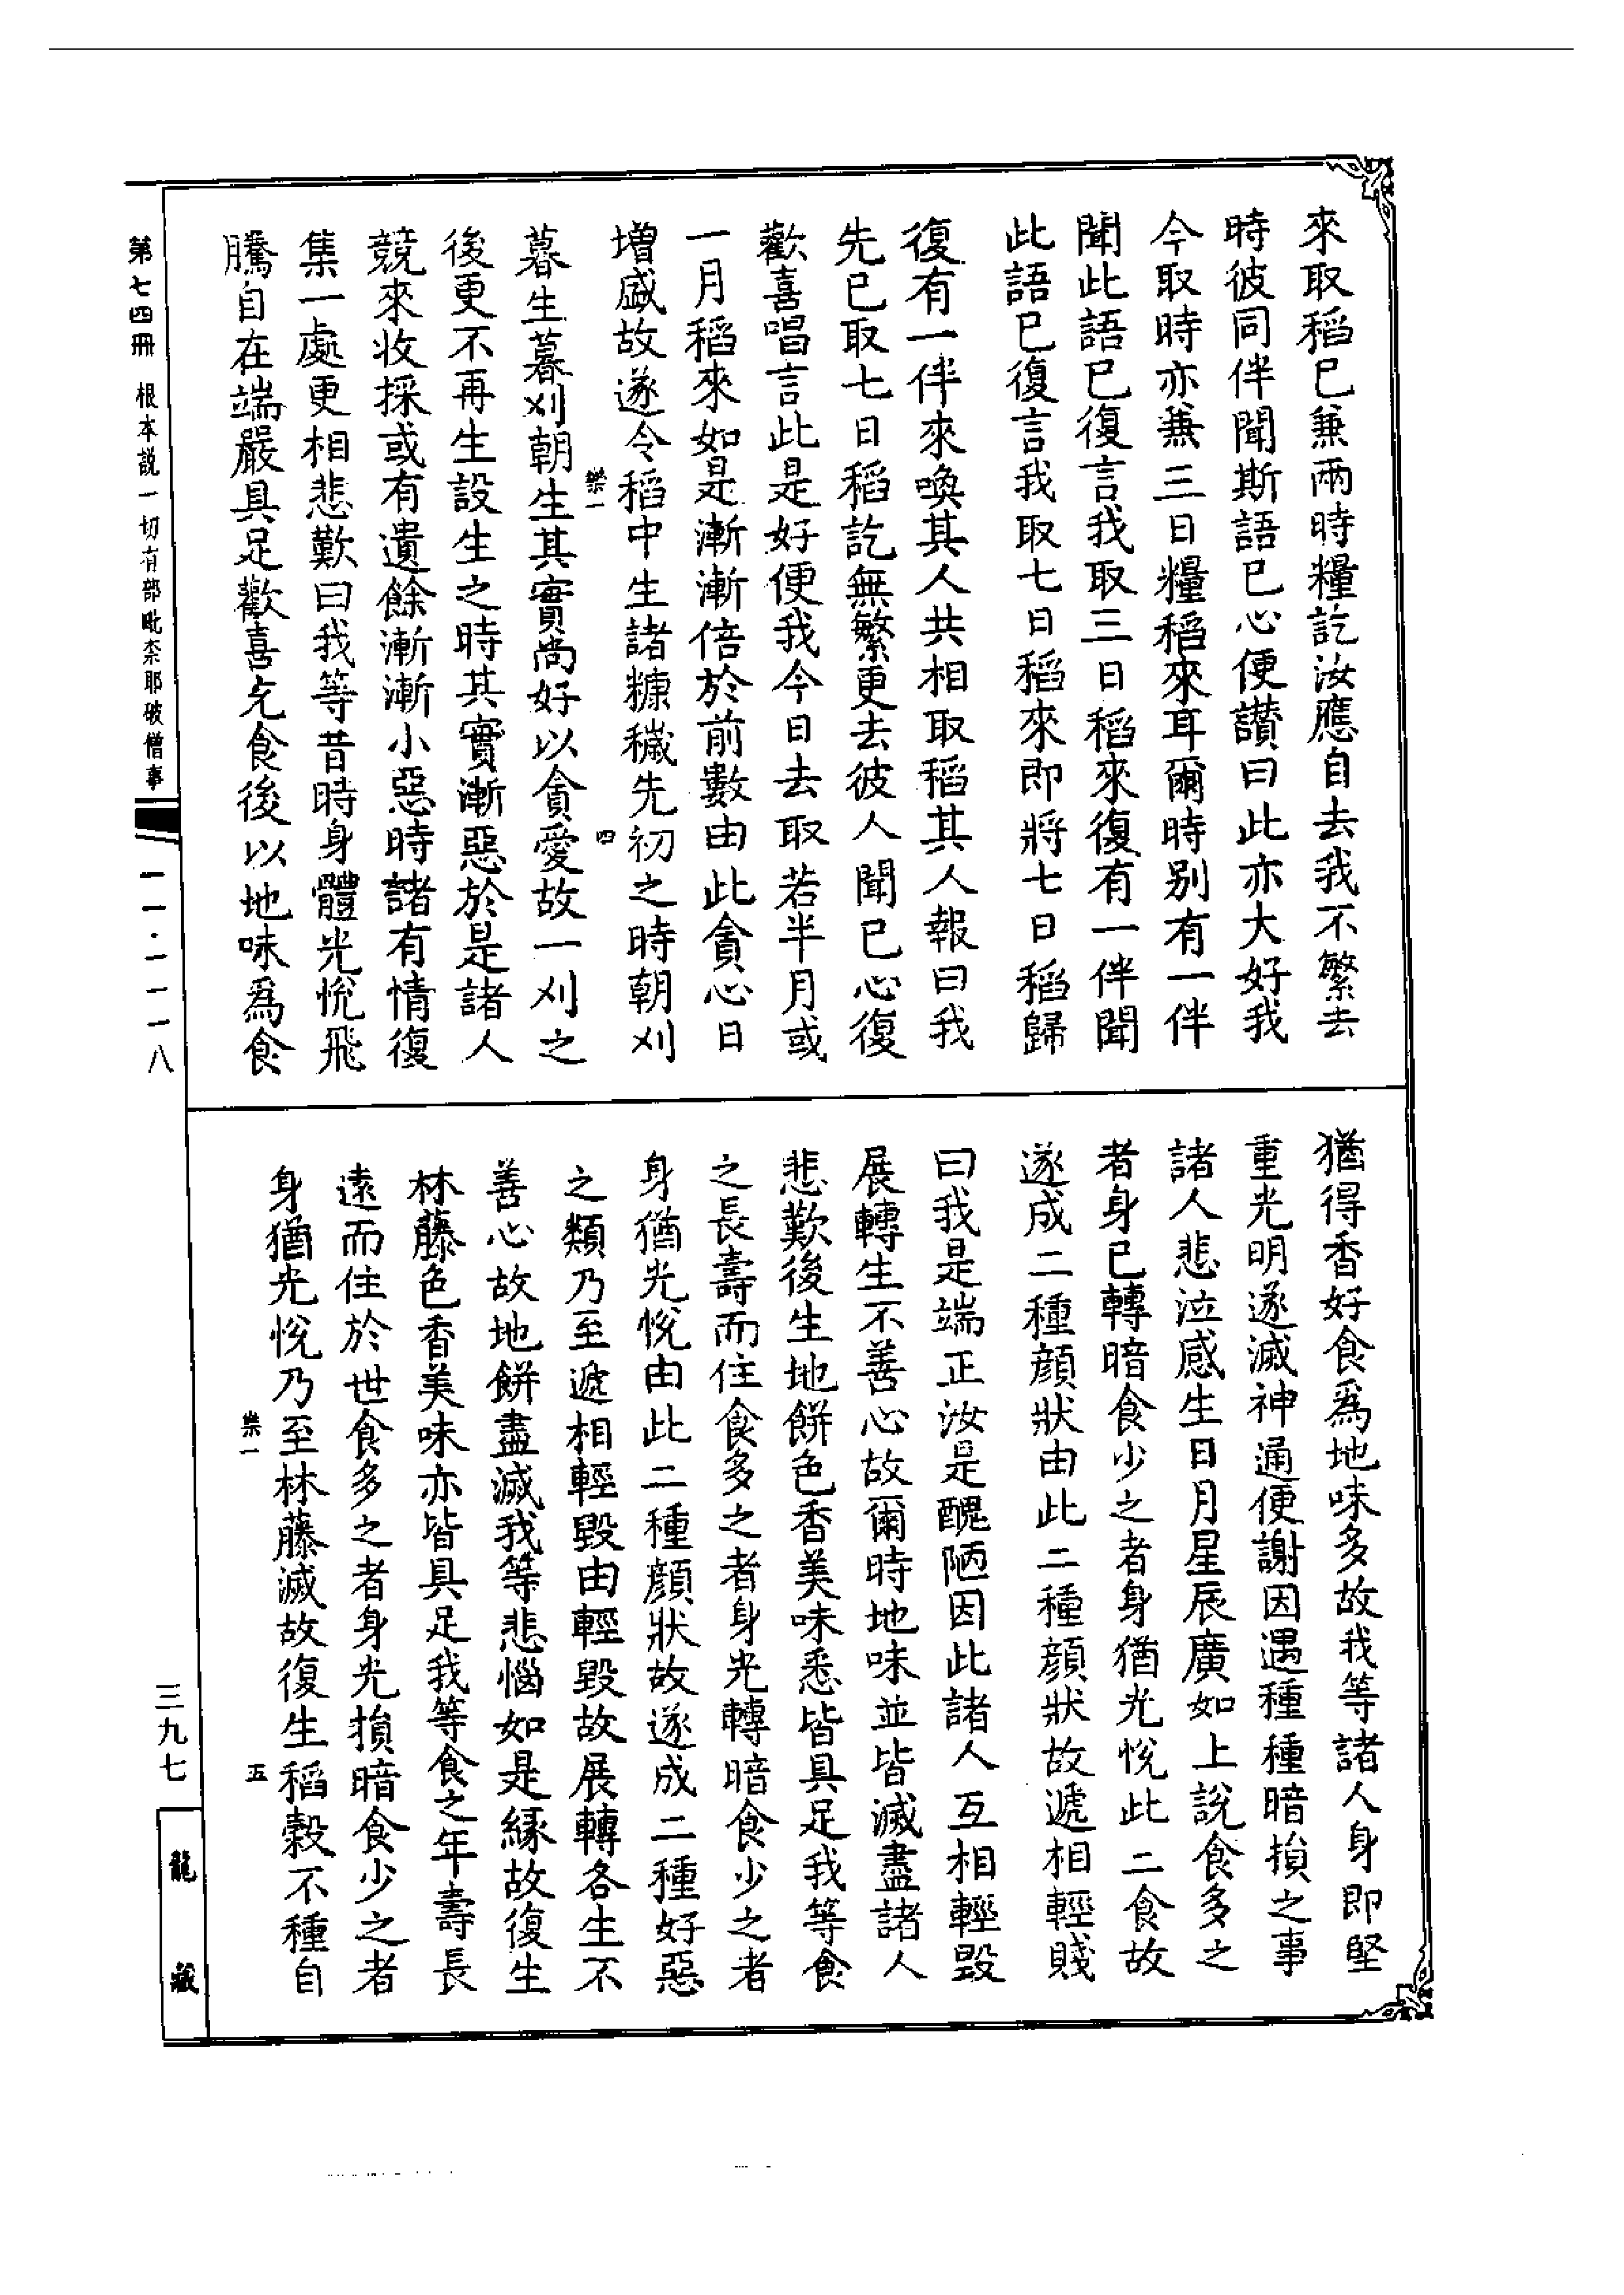 來取稻已兼兩時糧訖汝應自去我不繁去
時彼同伴聞斯語已心便讚曰此亦大好我
今取時亦兼三日糧稻來耳爾時別有一伴
聞此語已復言我取三日稻來復有一伴聞
此語已復言我取七日稻來即將七日稻歸
復有一伴來喚其人共相取稻其人報曰我
先已取七日稻訖無繁更去彼人聞已心復
歡喜唱言此是好便我今日去取若半月或
一月稻來如是漸漸倍於前數由此貪心日
增盛故遂令稻中生諸糠穢先初之時朝刈
樂一
四
暮生暮刈朝生其實尚好以貪愛故一刈之
後更不再生設生之時其實漸惡於是諸人
競來收採或有遺餘漸漸小惡時諸有情復
集一處更相悲歎曰我等昔時身體光悅飛
騰自在端嚴具足歡喜充食後以地味爲食
猶得香好食爲地味多故我等諸人身即堅
重光明遂滅神通便謝因遇種種暗損之事
諸人悲泣感生日月星辰廣如上說食多之
者身已轉暗食少之者身猶光悅此二食故
遂成二種顏狀由此二種顏狀故遞相輕賤
曰我是端正汝是醜陋因此諸人互相輕毀
展轉生不善心故爾時地味並皆滅盡諸人
悲歎後生地餅色香美味悉皆具足我等食
之長壽而住食多之者身光轉暗食少之者
身猶光悅由此二種顏狀故遂成二種好惡
之類乃至遞相輕毀由輕毀故展轉各生不
善心故地餅盡滅我等悲惱如是緣故復生
林藤色香美味亦皆具足我等食之年壽長
遠而住於世食多之者身光損暗食少之者
身猶光悅乃至林藤滅故復生稻穀不種自
樂一
五
第七四冊 根本説一切有部毗奈耶破僧事
一一·一一一八
三九七
龍藏